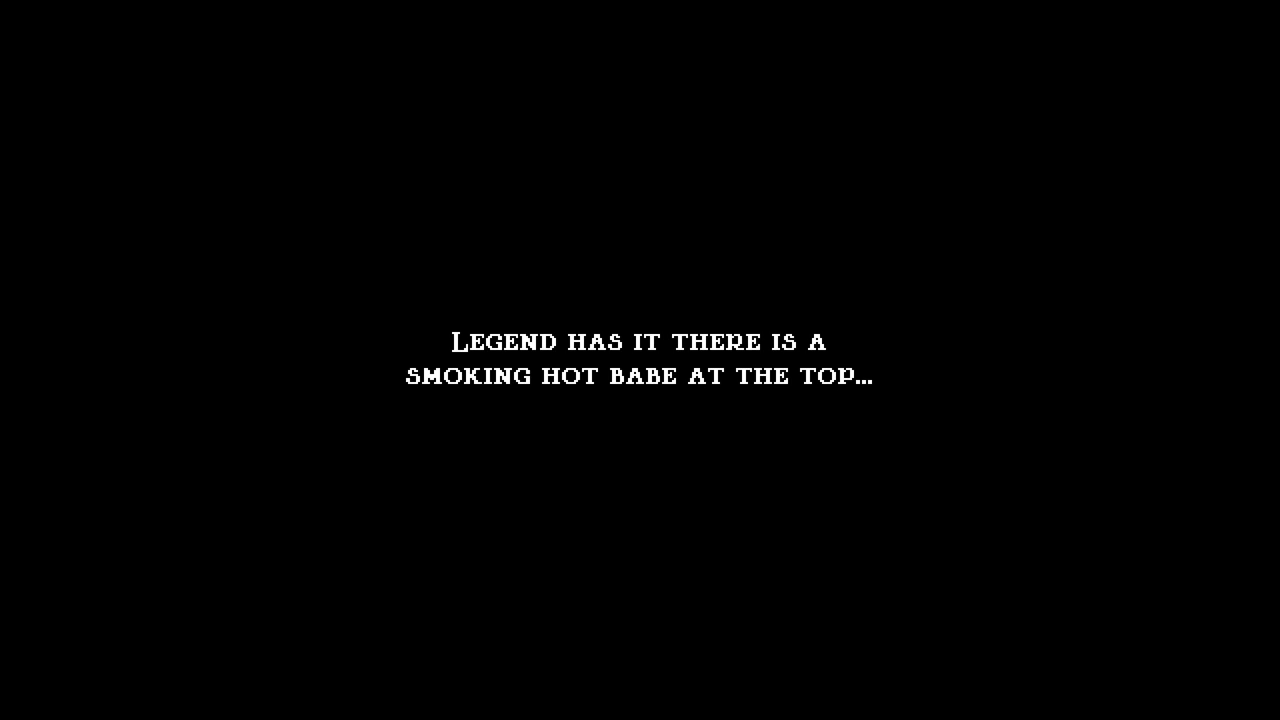 Legend has it there is a
smoking hot babe at the top...